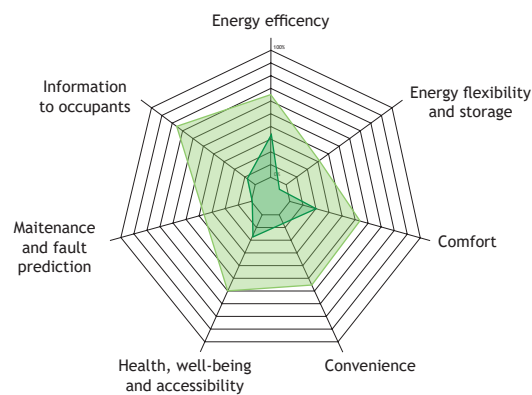 Energy efficency
100%
Information
to occupants
Energy flexibility
and storage
0%
Maitenance
and fault
prediction
Comfort
Health, well-being
and accessibility
Convenience